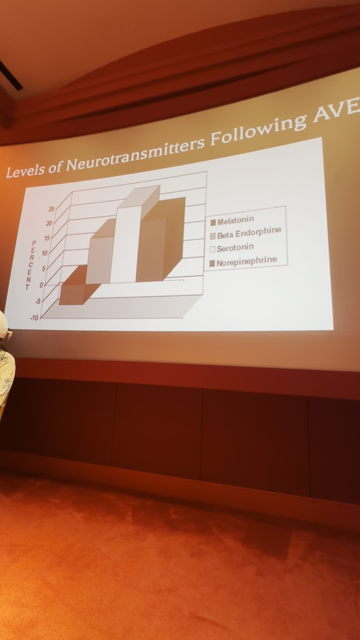 Levels of Neurotransmitters Following AVE
PERCENT
25
20
15
10
5
0
-5
-10
Melatonin
Beta Endorphine
Serotonin
Norepinephrine